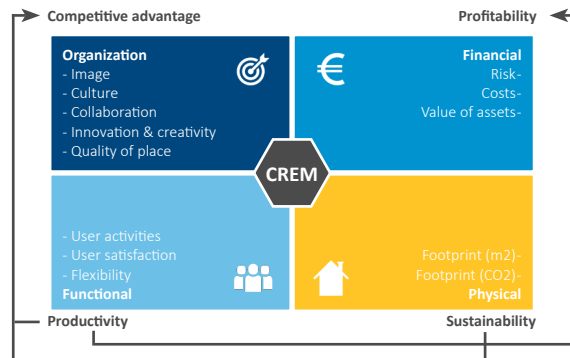 Competitive advantage
Profitability
Organization
- Image
- Culture
- Collaboration
- Innovation & creativity
- Quality of place
€
Financial
Risk-
Costs-
Value of assets-
CREM
- User activities
- User satisfaction
- Flexibility
Functional
Footprint (m2)-
Footprint (CO2)-
Physical
Productivity
Sustainability